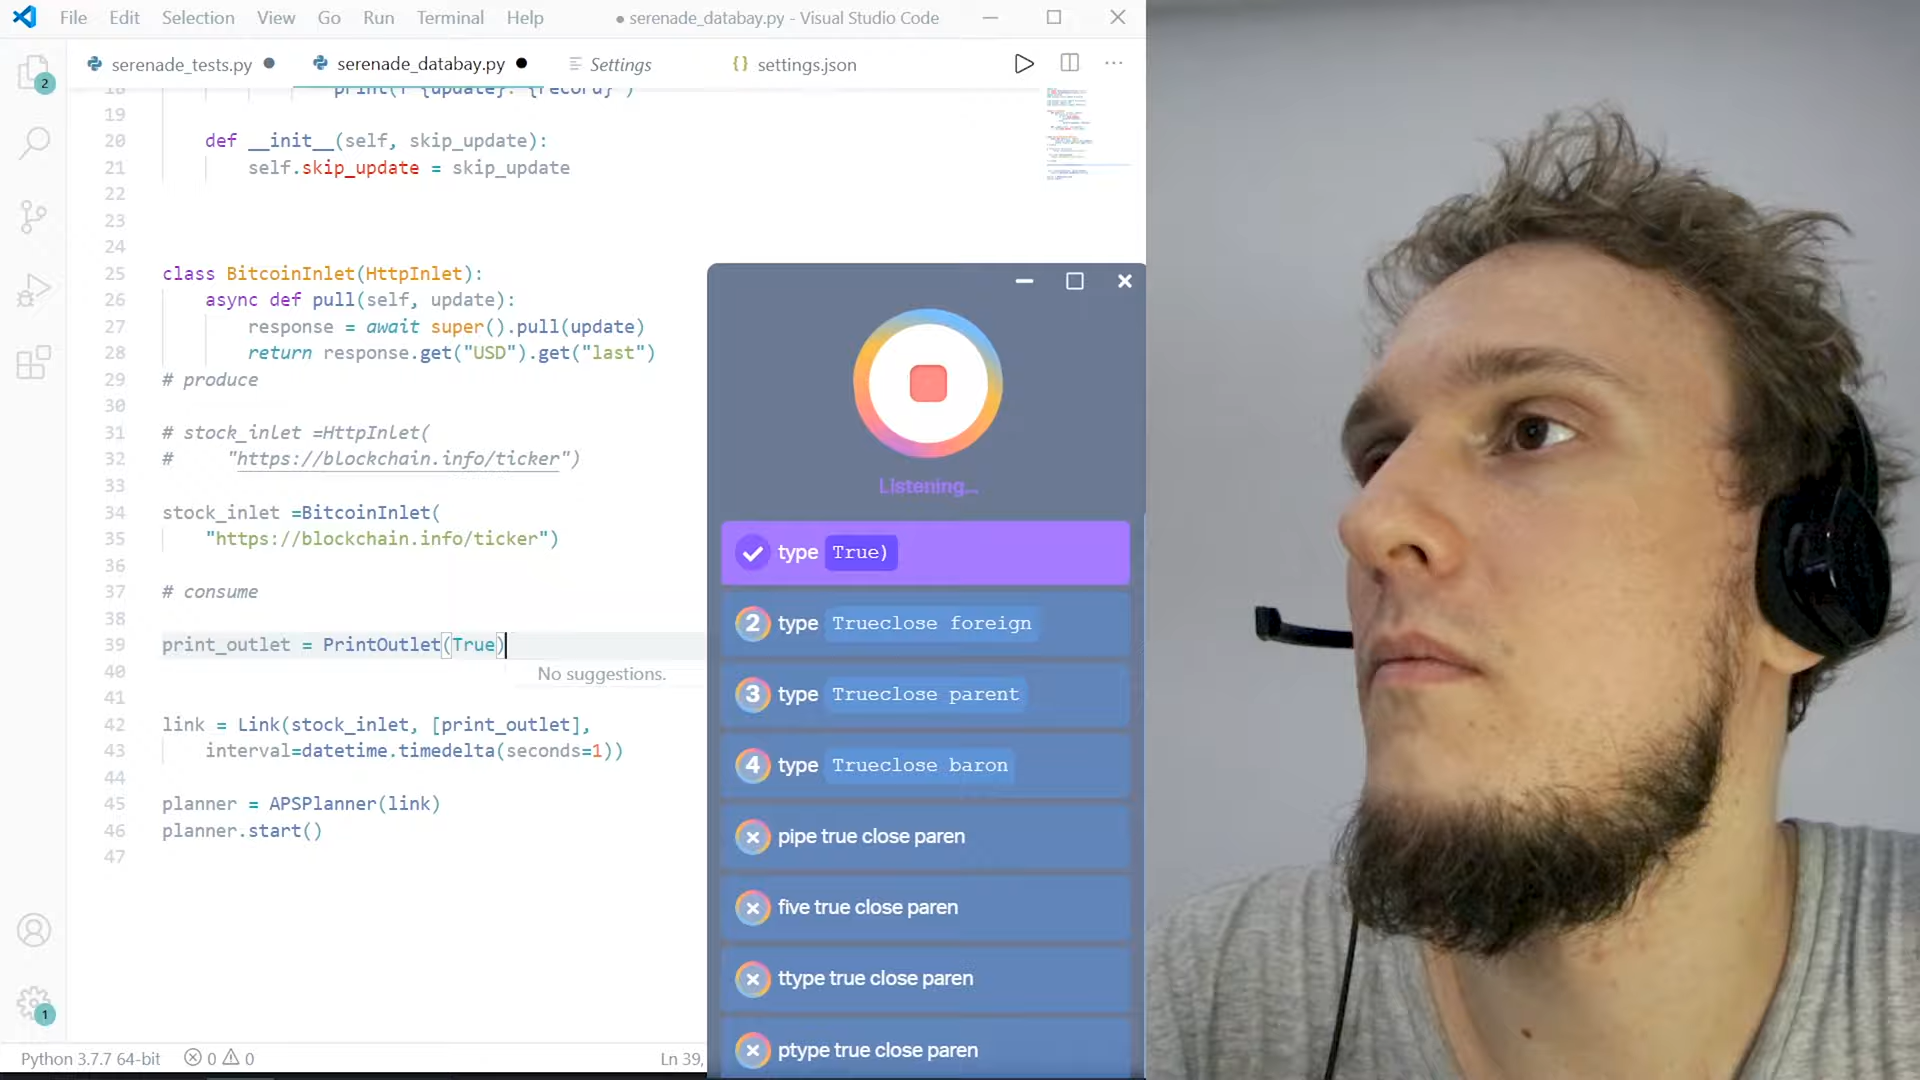 File Edit Selection View Go Run Terminal Help ● serenade_databay.py - Visual Studio Code
serenade_tests.py serenade_databay.py Settings {} settings.json
2
18 print(f"{update}: {record}")
19
20 def __init__(self, skip_update):
21 self.skip_update = skip_update
22
23
24
25 class BitcoinInlet(HttpInlet):
26 async def pull(self, update):
27 response = await super().pull(update)
28 return response.get("USD").get("last")
29 # produce
30
31 # stock_inlet =HttpInlet(
32 # "https://blockchain.info/ticker")
33
34 stock_inlet =BitcoinInlet(
35 "https://blockchain.info/ticker")
36
37 # consume
38
39 print_outlet = PrintOutlet(True)
40
No suggestions.
41
42 link = Link(stock_inlet, [print_outlet],
43 interval=datetime.timedelta(seconds=1))
44
45 planner = APSPlanner(link)
46 planner.start()
47
1
Python 3.7.7 64-bit 0 0 Ln 39,
Listening...
type True)
2 type Trueclose foreign
3 type Trueclose parent
4 type Trueclose baron
pipe true close paren
five true close paren
ttype true close paren
ptype true close paren